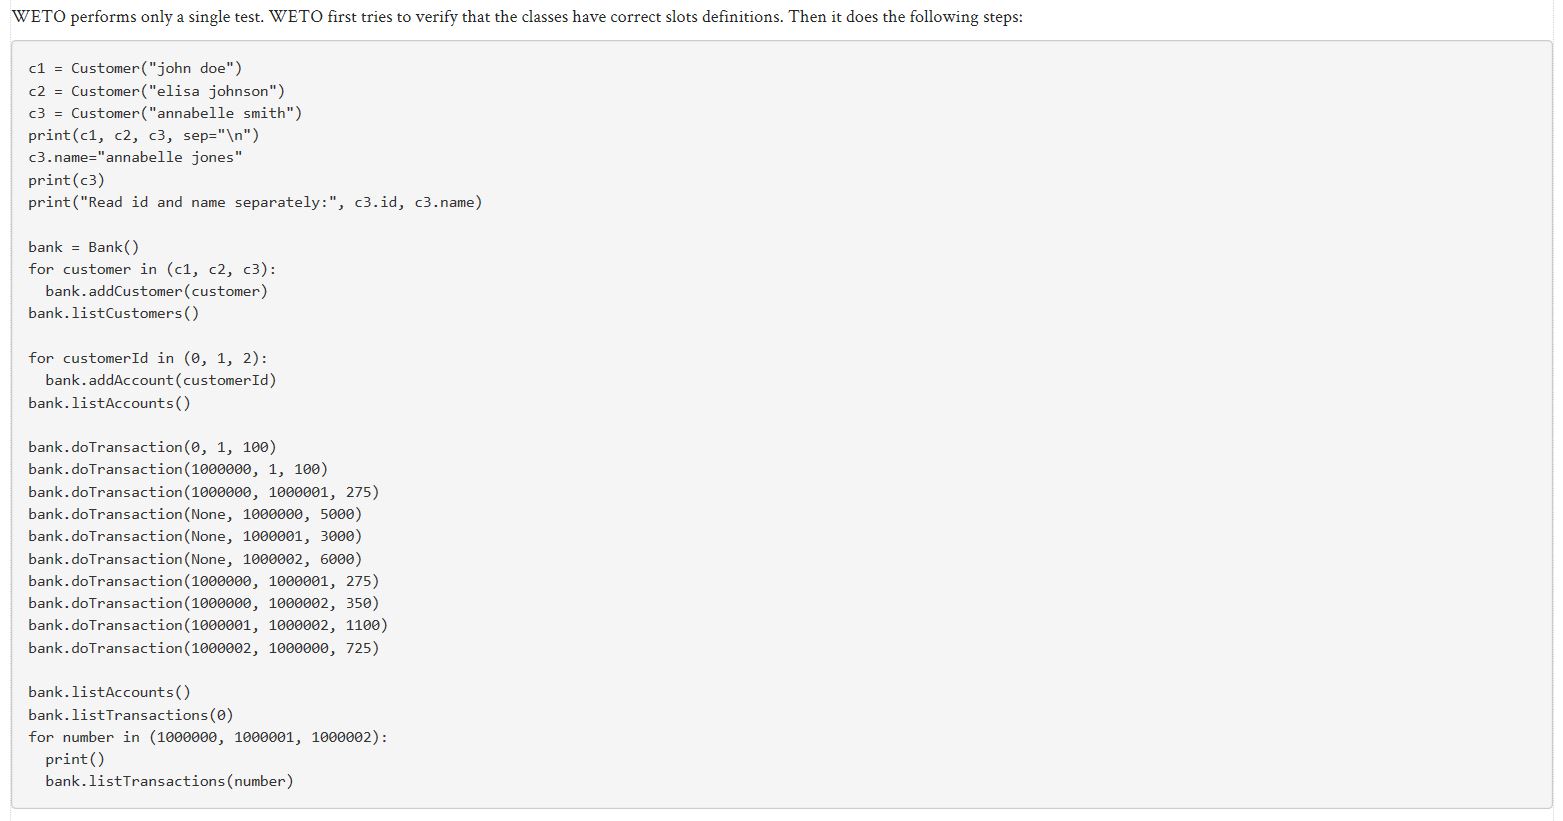 WETO performs only a single test. WETO first tries to verify that the classes have correct slots definitions. Then it does the following steps:
c1 = Customer("john doe")
c2 = Customer("elisa johnson")
c3 = Customer("annabelle smith")
print(c1, c2, c3, sep="\n")
c3.name="annabelle jones"
print(c3)
print("Read id and name separately:", c3.id, c3.name)
bank = Bank()
for customer in (c1, c2, c3):
  bank.addCustomer(customer)
bank.listCustomers()
for customerId in (0, 1, 2):
  bank.addAccount(customerId)
bank.listAccounts()
bank.doTransaction(0, 1, 100)
bank.doTransaction(1000000, 1, 100)
bank.doTransaction(1000000, 1000001, 275)
bank.doTransaction(None, 1000000, 5000)
bank.doTransaction(None, 1000001, 3000)
bank.doTransaction(None, 1000002, 6000)
bank.doTransaction(1000000, 1000001, 275)
bank.doTransaction(1000000, 1000002, 350)
bank.doTransaction(1000001, 1000002, 1100)
bank.doTransaction(1000002, 1000000, 725)
bank.listAccounts()
bank.listTransactions(0)
for number in (1000000, 1000001, 1000002):
  print()
  bank.listTransactions(number)